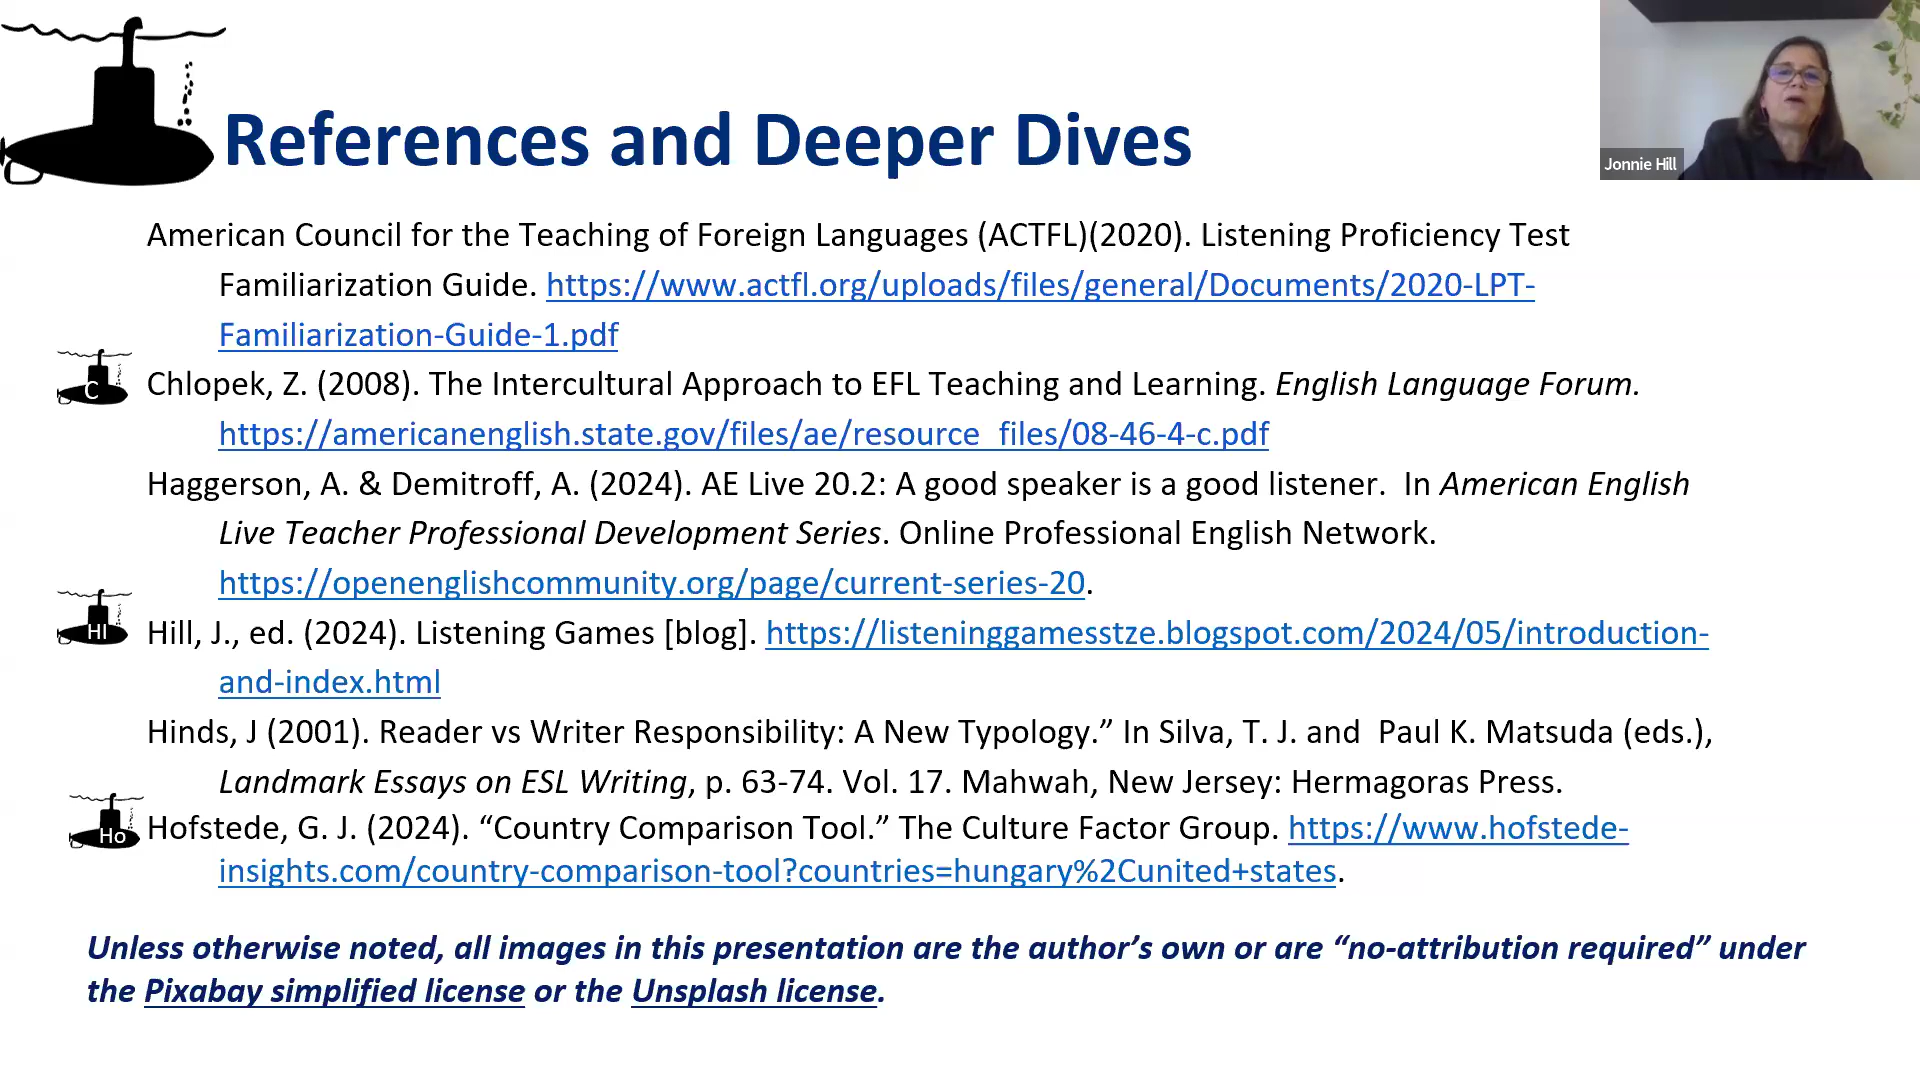 References and Deeper Dives
Jonnie Hill
American Council for the Teaching of Foreign Languages (ACTFL)(2020). Listening Proficiency Test
Familiarization Guide. https://www.actfl.org/uploads/files/general/Documents/2020-LPT-
Familiarization-Guide-1.pdf
C
Chlopek, Z. (2008). The Intercultural Approach to EFL Teaching and Learning. English Language Forum.
https://americanenglish.state.gov/files/ae/resource_files/08-46-4-c.pdf
Haggerson, A. & Demitroff, A. (2024). AE Live 20.2: A good speaker is a good listener.  In American English
Live Teacher Professional Development Series. Online Professional English Network.
https://openenglishcommunity.org/page/current-series-20.
HI
Hill, J., ed. (2024). Listening Games [blog]. https://listeninggamesstze.blogspot.com/2024/05/introduction-
and-index.html
Hinds, J (2001). Reader vs Writer Responsibility: A New Typology.” In Silva, T. J. and  Paul K. Matsuda (eds.),
Landmark Essays on ESL Writing, p. 63-74. Vol. 17. Mahwah, New Jersey: Hermagoras Press.
Ho
Hofstede, G. J. (2024). “Country Comparison Tool.” The Culture Factor Group. https://www.hofstede-
insights.com/country-comparison-tool?countries=hungary%2Cunited+states.
Unless otherwise noted, all images in this presentation are the author’s own or are “no-attribution required” under
the Pixabay simplified license or the Unsplash license.